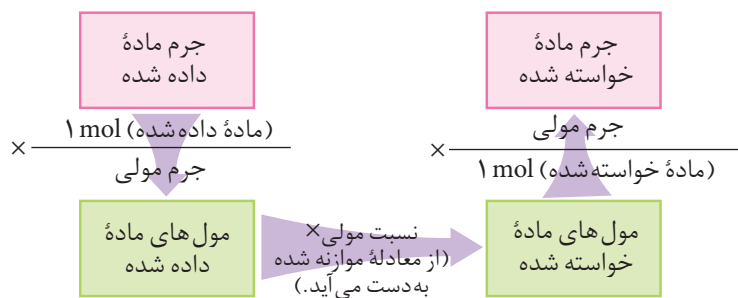 جرم مادهٔ
داده شده
جرم مادهٔ
خواسته شده
× ۱ mol (مادهٔ داده شده)
جرم مولی
× جرم مولی
۱ mol (مادهٔ خواسته شده)
مول‌های مادهٔ
داده شده
نسبت مولی×
(از معادلهٔ موازنه شده
به‌دست می‌آید.)
مول‌های مادهٔ
خواسته شده